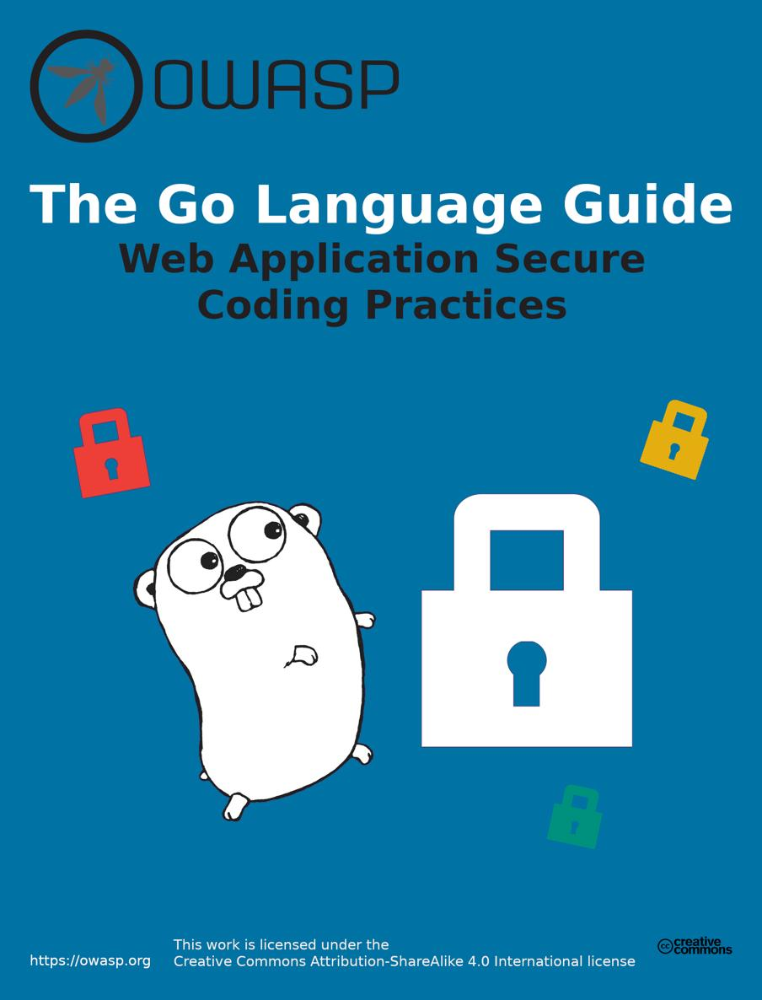 OWASP
The Go Language Guide
Web Application Secure
Coding Practices
This work is licensed under the
https://owasp.org
Creative Commons Attribution-ShareAlike 4.0 International license
cc
creative
commons